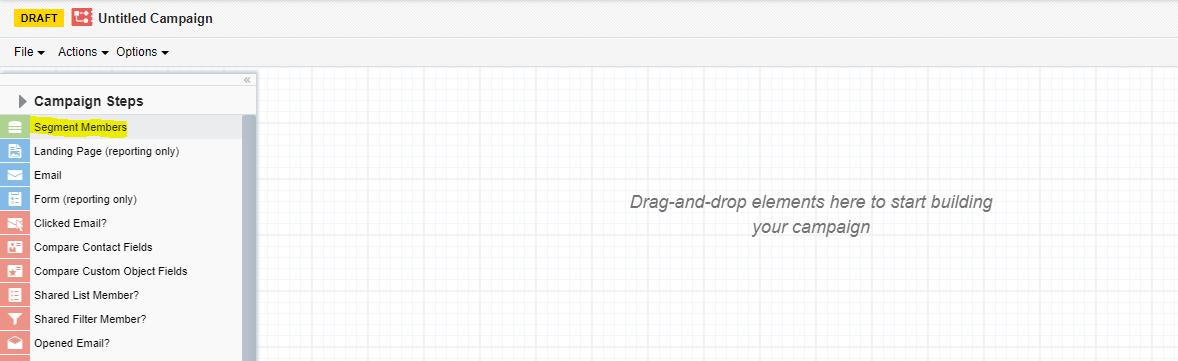 DRAFT Untitled Campaign
File Actions Options
«
Campaign Steps
Segment Members
Landing Page (reporting only)
Email
Form (reporting only)
Clicked Email?
Compare Contact Fields
Compare Custom Object Fields
Shared List Member?
Shared Filter Member?
Opened Email?
Drag-and-drop elements here to start building
your campaign